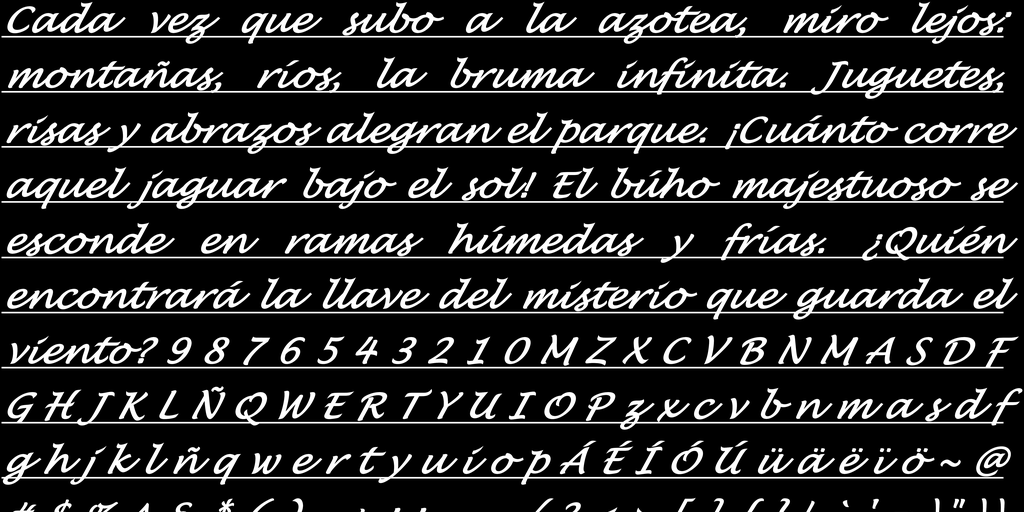 Cada vez que subo a la azotea, miro lejos:
montañas, ríos, la bruma infinita. Juguetes,
risas y abrazos alegran el parque. ¡Cuánto corre
aquel jaguar bajo el sol! El búho majestuoso se
esconde en ramas húmedas y frías. ¿Quién
encontrará la llave del misterio que guarda el
viento? 9 8 7 6 5 4 3 2 1 0 M Z X C V B N M A S D F
G H J K L Ñ Q W E R T Y U I O P z x c v b n m a s d f
g h j k l ñ q w e r t y u i o p Á É Í Ó Ú ü ä ë ï ö ~ @